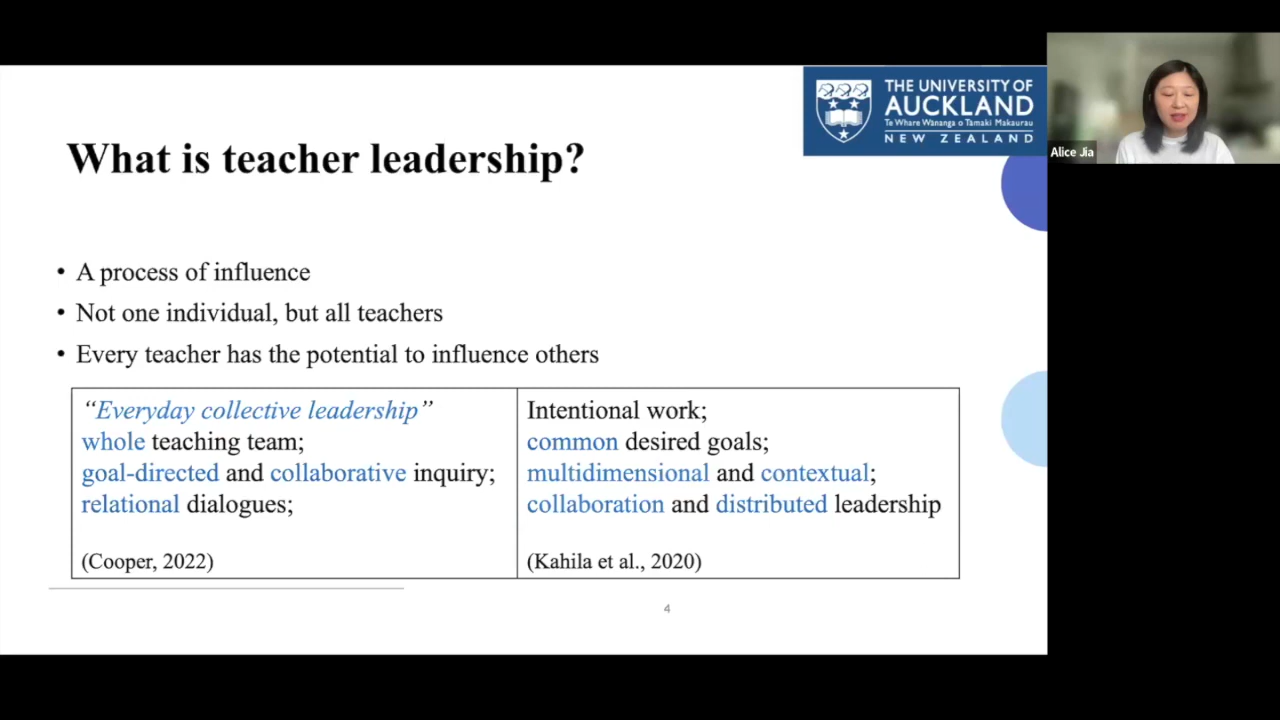 THE UNIVERSITY OF
AUCKLAND
Te Whare Wānanga o Tāmaki Makaurau
NEW ZEALAND
Alice Jia
What is teacher leadership?
• A process of influence
• Not one individual, but all teachers
• Every teacher has the potential to influence others
“Everyday collective leadership”
whole teaching team;
goal-directed and collaborative inquiry;
relational dialogues;
(Cooper, 2022)
Intentional work;
common desired goals;
multidimensional and contextual;
collaboration and distributed leadership
(Kahila et al., 2020)
4